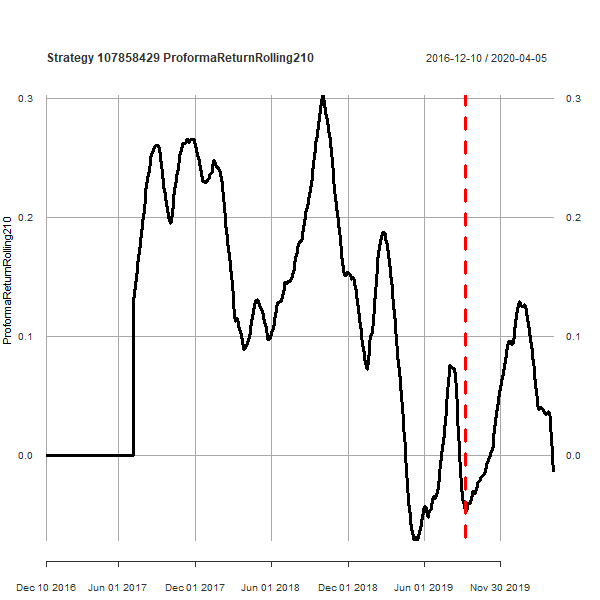 Strategy 107858429 ProformaReturnRolling210
2016-12-10 / 2020-04-05
ProformaReturnRolling210
0.3 0.3
0.2 0.2
0.1 0.1
0.0 0.0
Dec 10 2016 Jun 01 2017 Dec 01 2017 Jun 01 2018 Dec 01 2018 Jun 01 2019 Nov 30 2019